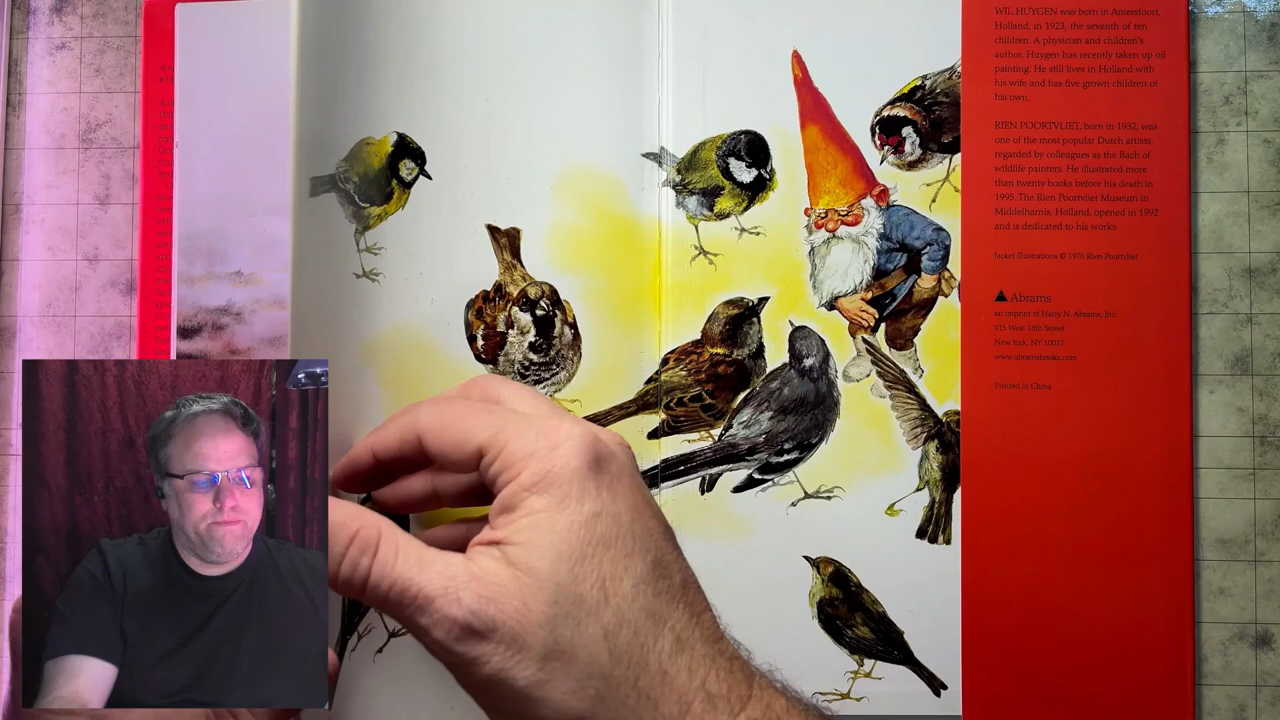 WIL HUYGEN was born in Amersfoort,
Holland, in 1923, the seventh of ten
children. A physician and children's
author, Huygen has recently taken up oil
painting. He still lives in Holland with
his wife and has five grown children of
his own.
RIEN POORTVLIET, born in 1932, was
one of the most popular Dutch artists,
regarded by colleagues as the Bach of
wildlife painters. He illustrated more
than twenty books before his death in
1995. The Rien Poortvliet Museum in
Middelharnis, Holland, opened in 1992
and is dedicated to his works.
Jacket illustrations © 1976 Rien Poortvliet
Abrams
an imprint of Harry N. Abrams, Inc.
115 West 18th Street
New York, NY 10011
www.abramsbooks.com
Printed in China